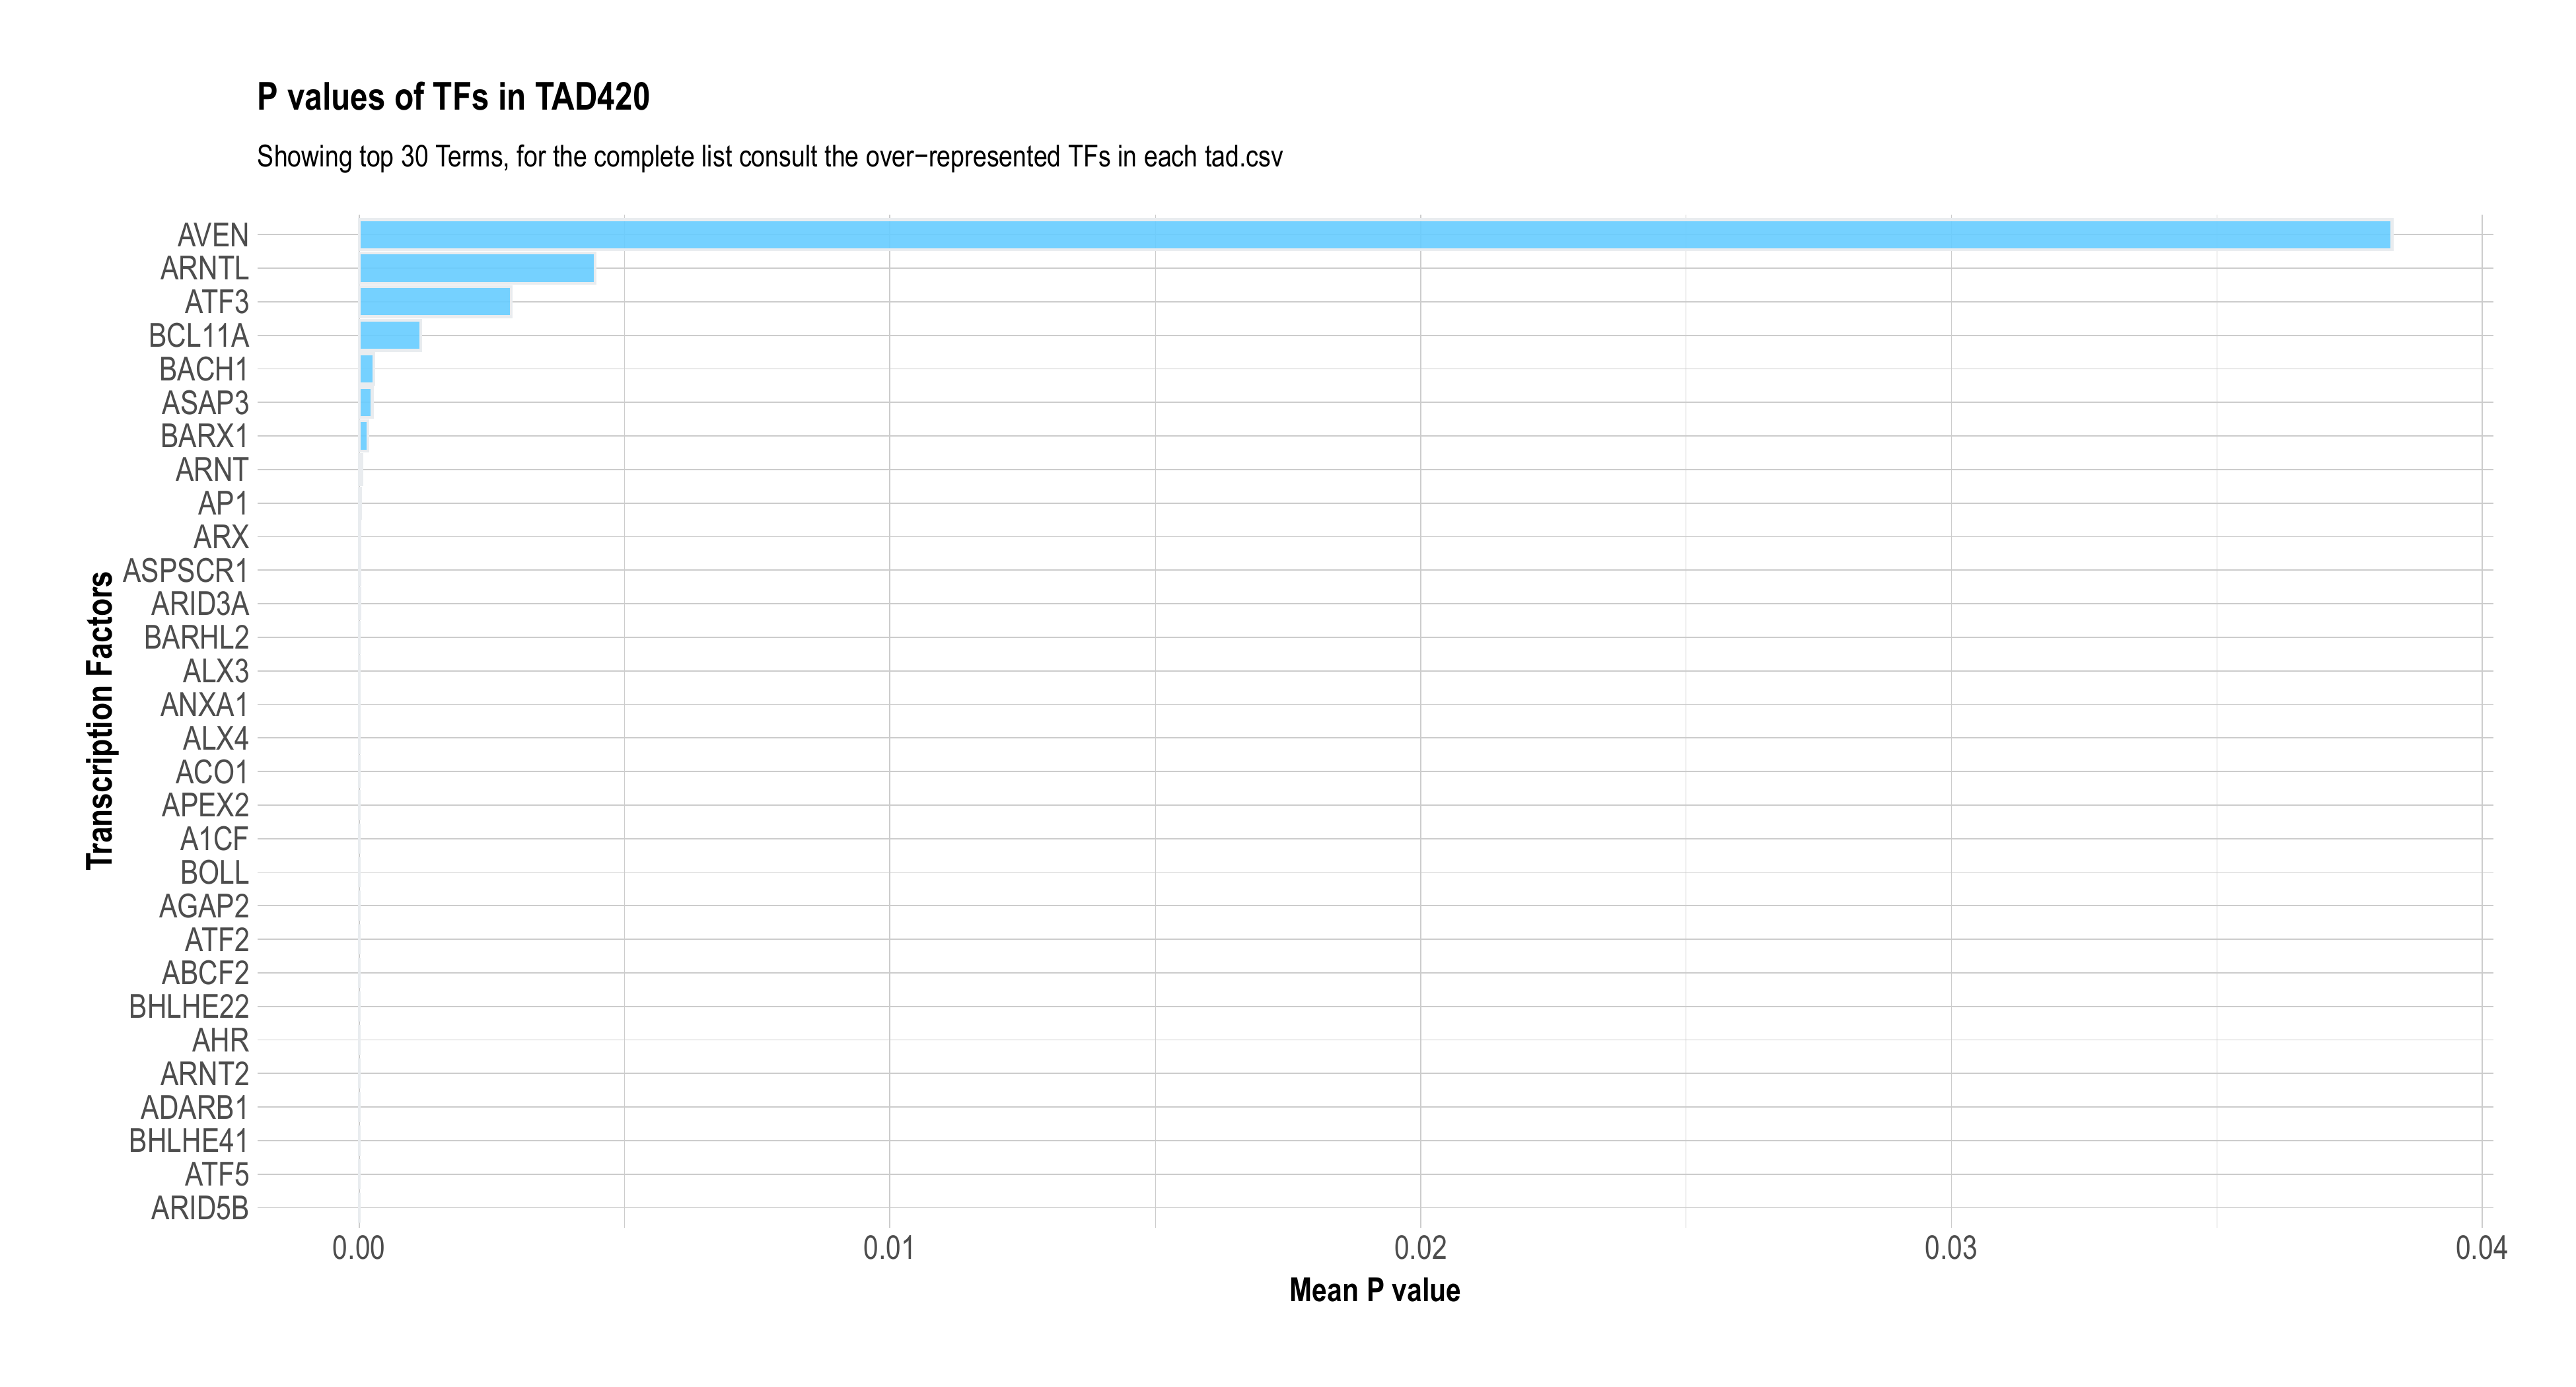 P values of TFs in TAD420
Showing top 30 Terms, for the complete list consult the over−represented TFs in each tad.csv
Transcription Factors
AVEN
ARNTL
ATF3
BCL11A
BACH1
ASAP3
BARX1
ARNT
AP1
ARX
ASPSCR1
ARID3A
BARHL2
ALX3
ANXA1
ALX4
ACO1
APEX2
A1CF
BOLL
AGAP2
ATF2
ABCF2
BHLHE22
AHR
ARNT2
ADARB1
BHLHE41
ATF5
ARID5B
0.00 0.01 0.02 0.03 0.04
Mean P value